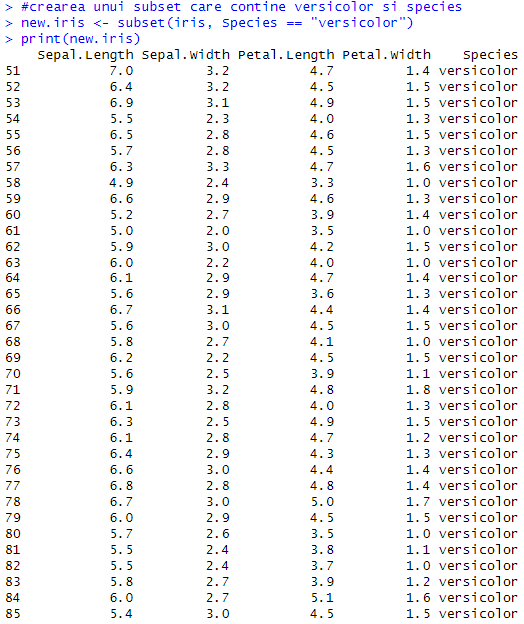 > #crearea unui subset care contine versicolor si species
> new.iris <- subset(iris, Species == "versicolor")
> print(new.iris)
Sepal.Length Sepal.Width Petal.Length Petal.Width Species
51 7.0 3.2 4.7 1.4 versicolor
52 6.4 3.2 4.5 1.5 versicolor
53 6.9 3.1 4.9 1.5 versicolor
54 5.5 2.3 4.0 1.3 versicolor
55 6.5 2.8 4.6 1.5 versicolor
56 5.7 2.8 4.5 1.3 versicolor
57 6.3 3.3 4.7 1.6 versicolor
58 4.9 2.4 3.3 1.0 versicolor
59 6.6 2.9 4.6 1.3 versicolor
60 5.2 2.7 3.9 1.4 versicolor
61 5.0 2.0 3.5 1.0 versicolor
62 5.9 3.0 4.2 1.5 versicolor
63 6.0 2.2 4.0 1.0 versicolor
64 6.1 2.9 4.7 1.4 versicolor
65 5.6 2.9 3.6 1.3 versicolor
66 6.7 3.1 4.4 1.4 versicolor
67 5.6 3.0 4.5 1.5 versicolor
68 5.8 2.7 4.1 1.0 versicolor
69 6.2 2.2 4.5 1.5 versicolor
70 5.6 2.5 3.9 1.1 versicolor
71 5.9 3.2 4.8 1.8 versicolor
72 6.1 2.8 4.0 1.3 versicolor
73 6.3 2.5 4.9 1.5 versicolor
74 6.1 2.8 4.7 1.2 versicolor
75 6.4 2.9 4.3 1.3 versicolor
76 6.6 3.0 4.4 1.4 versicolor
77 6.8 2.8 4.8 1.4 versicolor
78 6.7 3.0 5.0 1.7 versicolor
79 6.0 2.9 4.5 1.5 versicolor
80 5.7 2.6 3.5 1.0 versicolor
81 5.5 2.4 3.8 1.1 versicolor
82 5.5 2.4 3.7 1.0 versicolor
83 5.8 2.7 3.9 1.2 versicolor
84 6.0 2.7 5.1 1.6 versicolor
85 5.4 3.0 4.5 1.5 versicolor